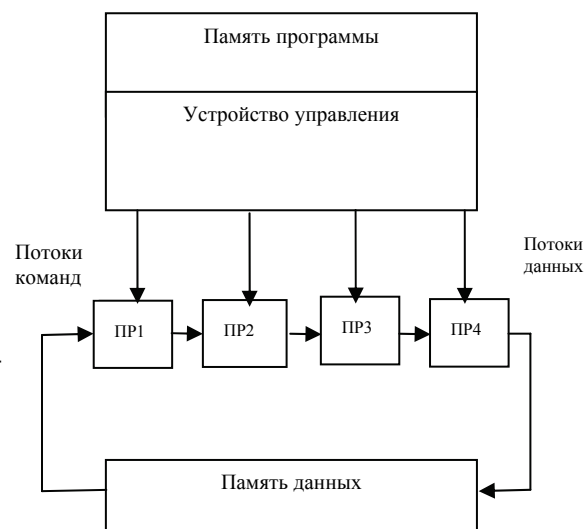 Память программы
Устройство управления
Потоки
команд
Потоки
данных
ПР1
ПР2
ПР3
ПР4
Память данных